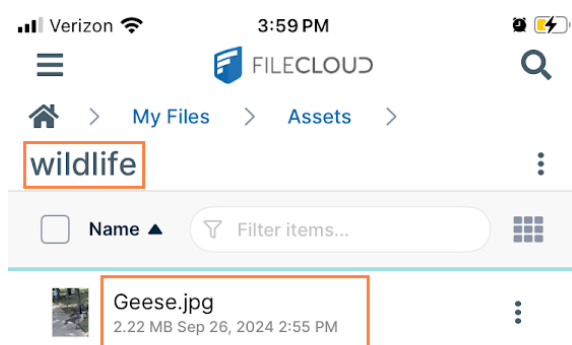 Verizon 3:59 PM
FILECLOUD
My Files > Assets >
wildlife
Name ▲ Filter items...
Geese.jpg
2.22 MB Sep 26, 2024 2:55 PM